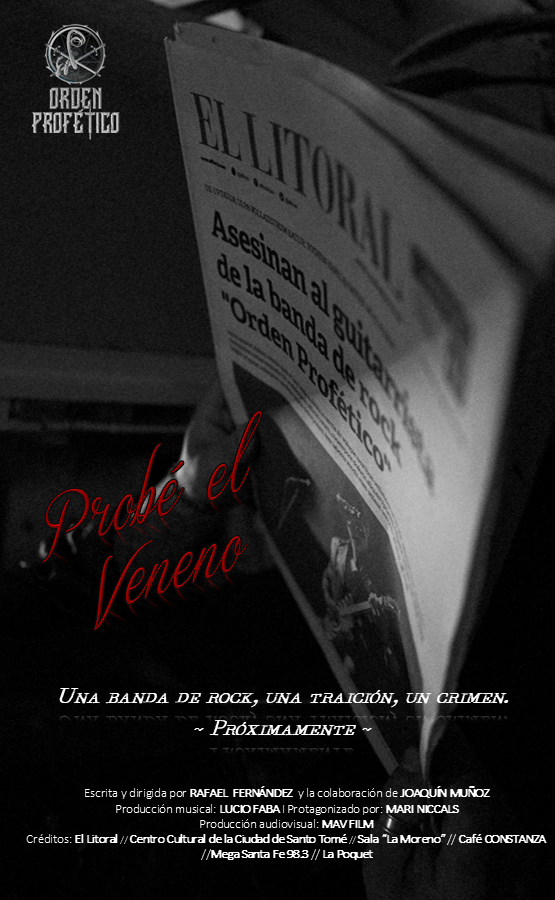 ORDEN
PROFÉTICO
EL LITORAL
Asesinan al guitarrista
de la banda de rock
"Orden Profético"
Probé el
Veneno
UNA BANDA DE ROCK, UNA TRAICIÓN, UN CRIMEN.
~ PRÓXIMAMENTE ~
Escrita y dirigida por RAFAEL FERNÁNDEZ y la colaboración de JOAQUÍN MUÑOZ
Producción musical: LUCIO FABA I Protagonizado por: MARI NICCALS
Producción audiovisual: MAV FILM
Créditos: El Litoral // Centro Cultural de la Ciudad de Santo Tomé // Sala "La Moreno" // Café CONSTANZA
//Mega Santa Fe 98.3 // La Poquet